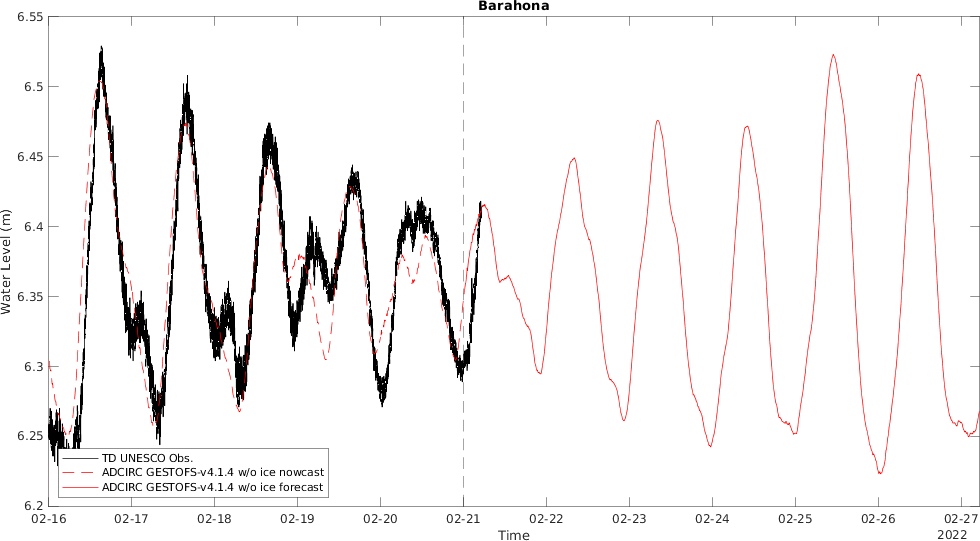 Barahona
Water Level (m)
6.55
6.5
6.45
6.4
6.35
6.3
6.25
6.2
TD UNESCO Obs.
ADCIRC GESTOFS-v4.1.4 w/o ice nowcast
ADCIRC GESTOFS-v4.1.4 w/o ice forecast
02-16 02-17 02-18 02-19 02-20 02-21 02-22 02-23 02-24 02-25 02-26 02-27
Time
2022